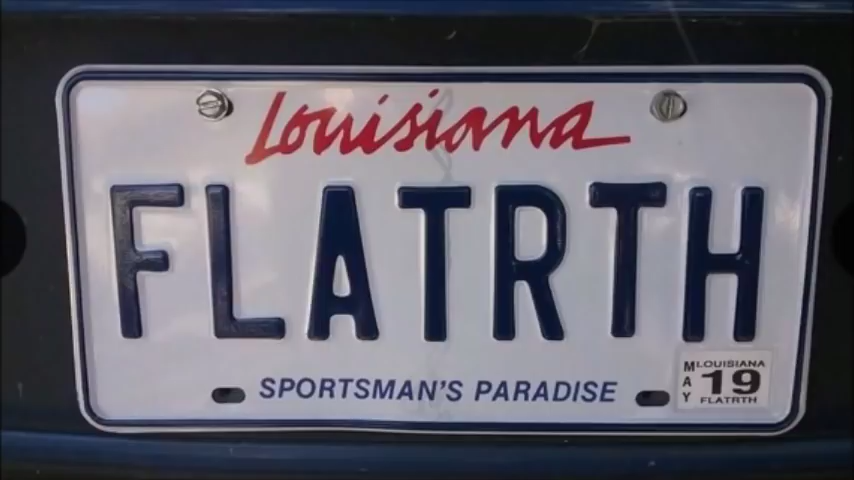 Louisiana
FLATRTH
SPORTSMAN'S PARADISE
MAY
LOUISIANA
19
FLATRTH